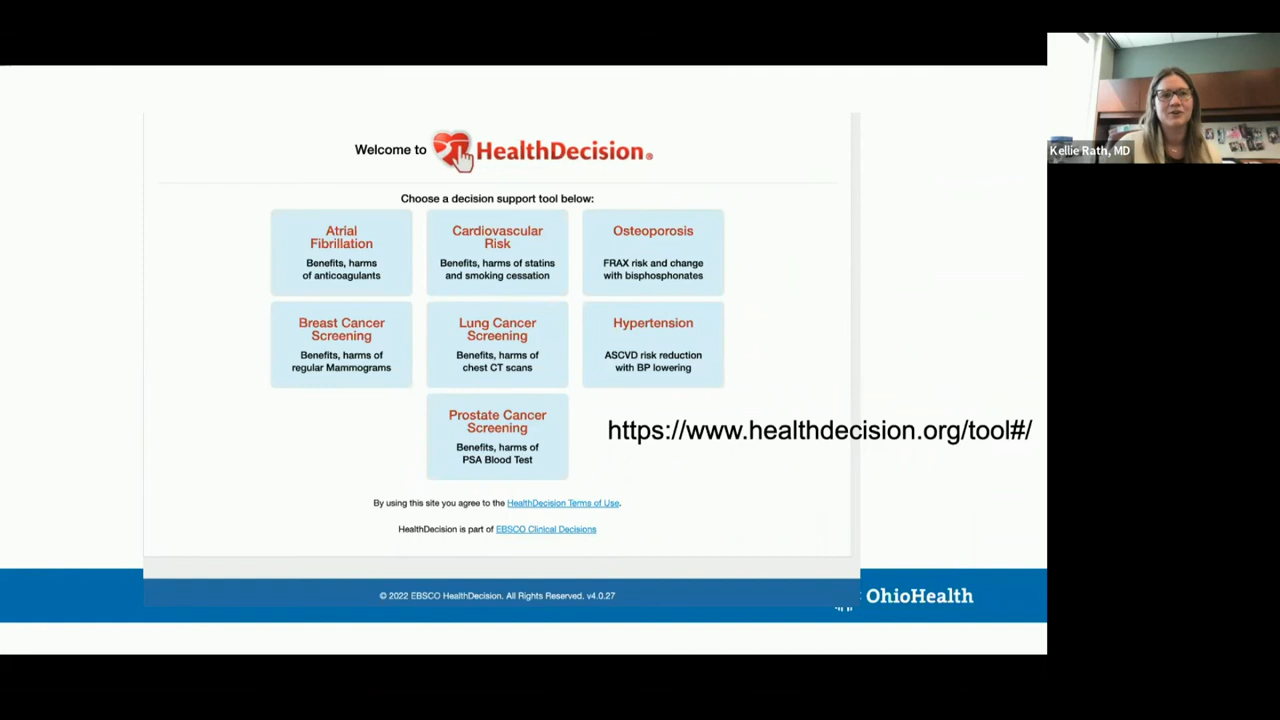 Welcome to HealthDecision®
Choose a decision support tool below:
Atrial
Fibrillation
Benefits, harms
of anticoagulants
Cardiovascular
Risk
Benefits, harms of statins
and smoking cessation
Osteoporosis
FRAX risk and change
with bisphosphonates
Breast Cancer
Screening
Benefits, harms of
regular Mammograms
Lung Cancer
Screening
Benefits, harms of
chest CT scans
Hypertension
ASCVD risk reduction
with BP lowering
Prostate Cancer
Screening
Benefits, harms of
PSA Blood Test
https://www.healthdecision.org/tool#/
By using this site you agree to the HealthDecision Terms of Use.
HealthDecision is part of EBSCO Clinical Decisions
© 2022 EBSCO HealthDecision. All Rights Reserved. v4.0.27
OhioHealth
Kellie Rath, MD